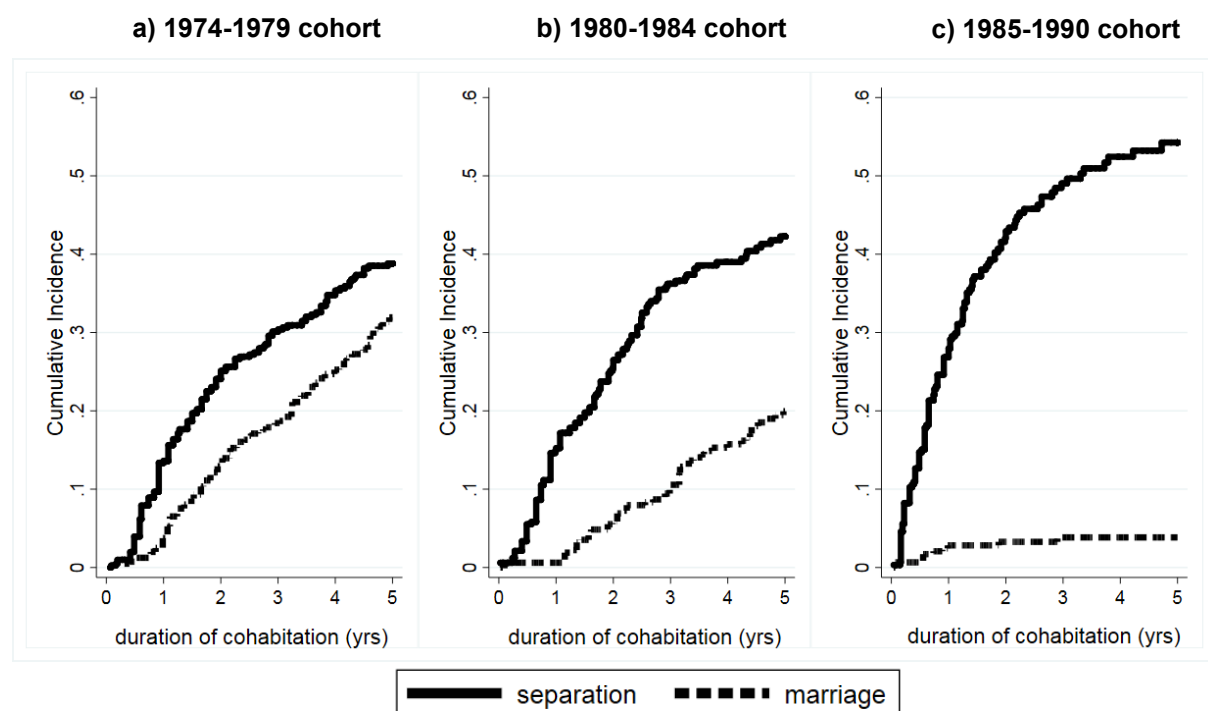 a) 1974-1979 cohort
b) 1980-1984 cohort
c) 1985-1990 cohort
Cumulative Incidence
.6
.5
.4
.3
.2
.1
0
0 1 2 3 4 5
duration of cohabitation (yrs)
Cumulative Incidence
.6
.5
.4
.3
.2
.1
0
0 1 2 3 4 5
duration of cohabitation (yrs)
Cumulative Incidence
.6
.5
.4
.3
.2
.1
0
0 1 2 3 4 5
duration of cohabitation (yrs)
separation marriage